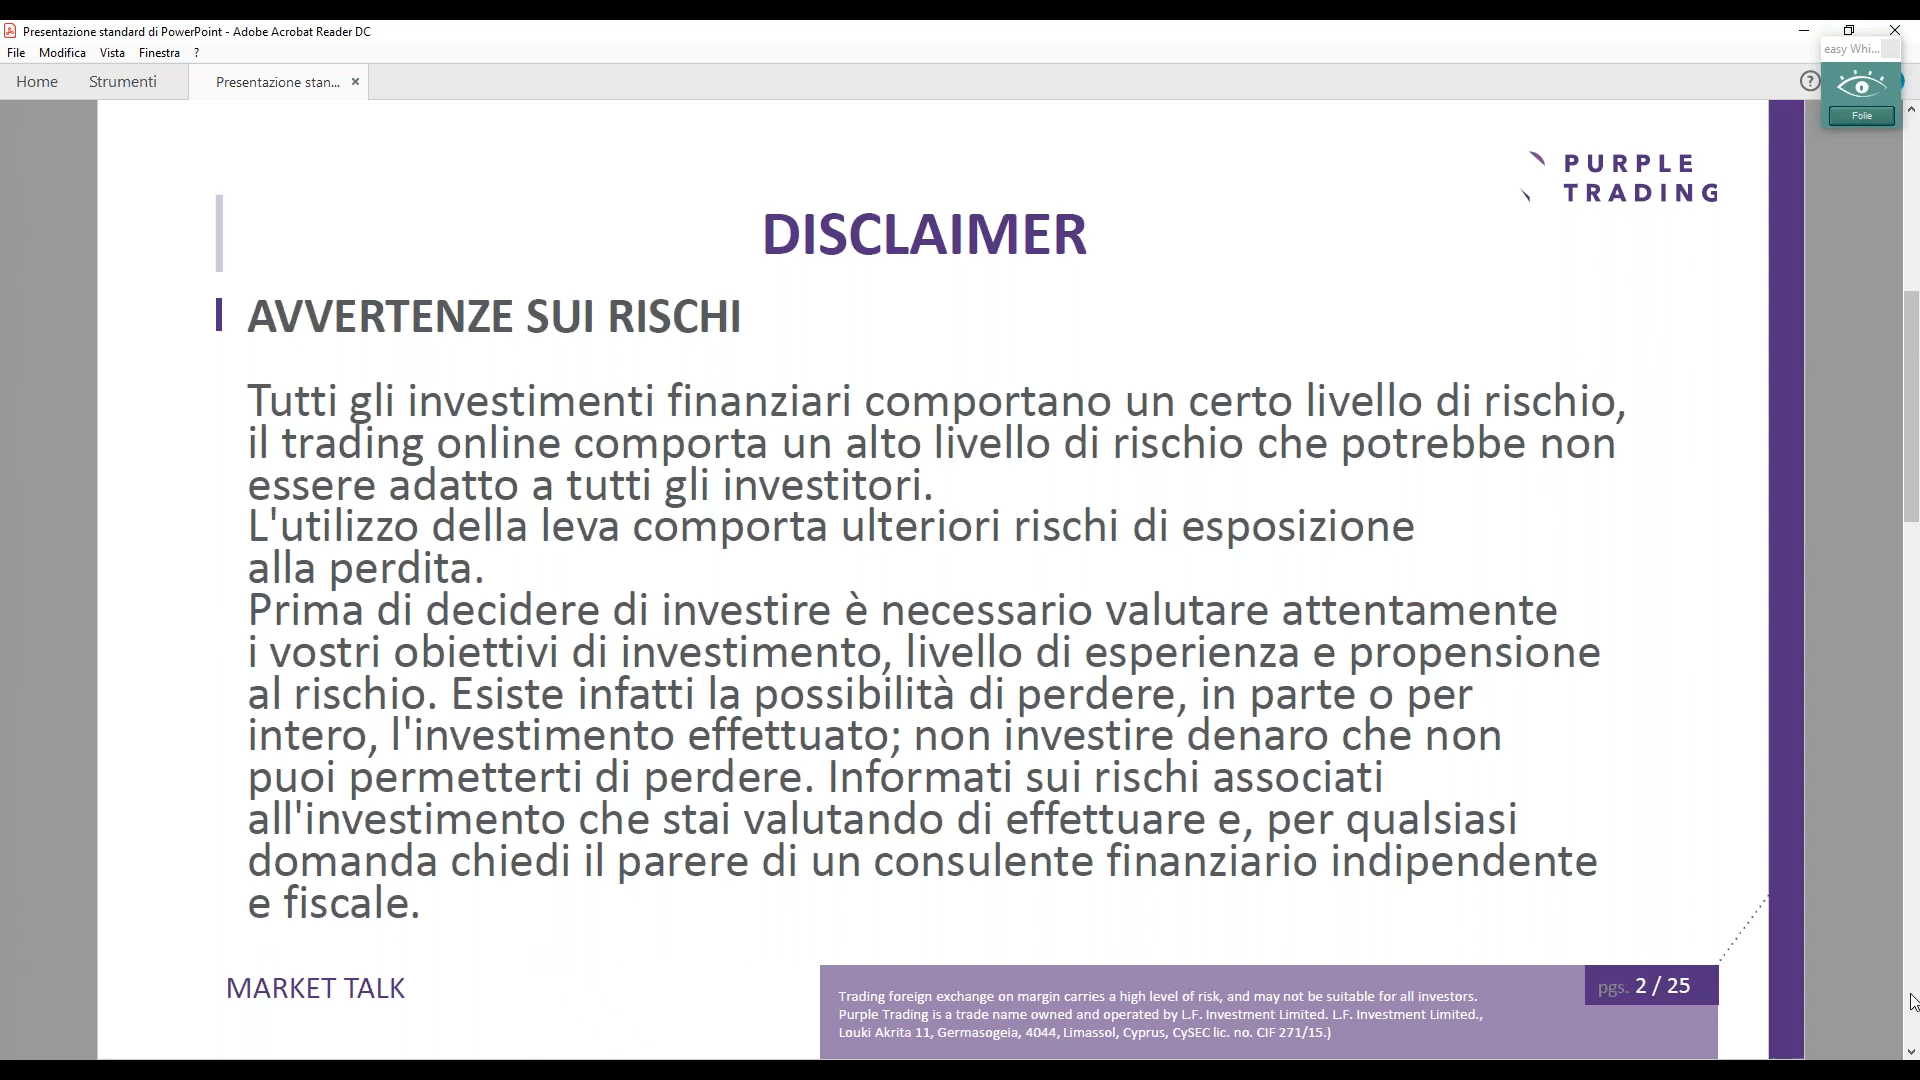 Presentazione standard di PowerPoint - Adobe Acrobat Reader DC
File Modifica Vista Finestra ?
easy Whi...
Home Strumenti Presentazione stan... × ?
Folie
PURPLE
TRADING
DISCLAIMER
AVVERTENZE SUI RISCHI
Tutti gli investimenti finanziari comportano un certo livello di rischio,
il trading online comporta un alto livello di rischio che potrebbe non
essere adatto a tutti gli investitori.
L'utilizzo della leva comporta ulteriori rischi di esposizione
alla perdita.
Prima di decidere di investire è necessario valutare attentamente
i vostri obiettivi di investimento, livello di esperienza e propensione
al rischio. Esiste infatti la possibilità di perdere, in parte o per
intero, l'investimento effettuato; non investire denaro che non
puoi permetterti di perdere. Informati sui rischi associati
all'investimento che stai valutando di effettuare e, per qualsiasi
domanda chiedi il parere di un consulente finanziario indipendente
e fiscale.
MARKET TALK
pgs. 2 / 25
Trading foreign exchange on margin carries a high level of risk, and may not be suitable for all investors.
Purple Trading is a trade name owned and operated by L.F. Investment Limited. L.F. Investment Limited.,
Louki Akrita 11, Germasogeia, 4044, Limassol, Cyprus, CySEC lic. no. CIF 271/15.)